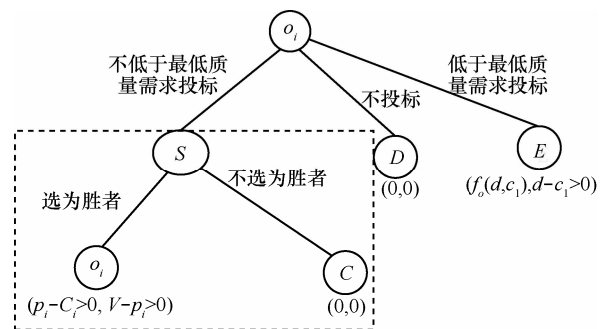 o_i
不低于最低质
量需求投标
不投标
低于最低质
量需求投标
S
D
E
(0,0)
(f_o(d,c_1),d−c_1>0)
选为胜者
不选为胜者
o_i
C
(p_i−C_i>0, V−p_i>0)
(0,0)